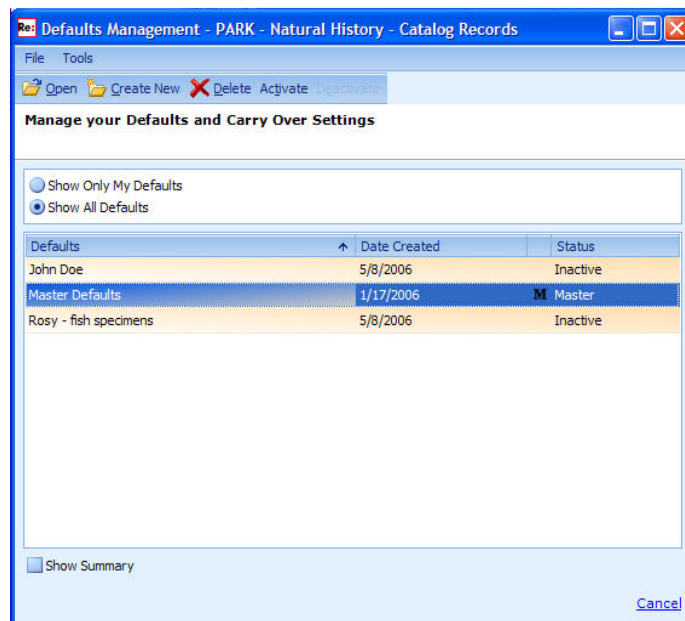 Re: Defaults Management - PARK - Natural History - Catalog Records
File Tools
Open Create New Delete Activate Deactivate
Manage your Defaults and Carry Over Settings
Show Only My Defaults
Show All Defaults
Defaults Date Created Status
John Doe 5/8/2006 Inactive
Master Defaults 1/17/2006 M Master
Rosy - fish specimens 5/8/2006 Inactive
Show Summary
Cancel